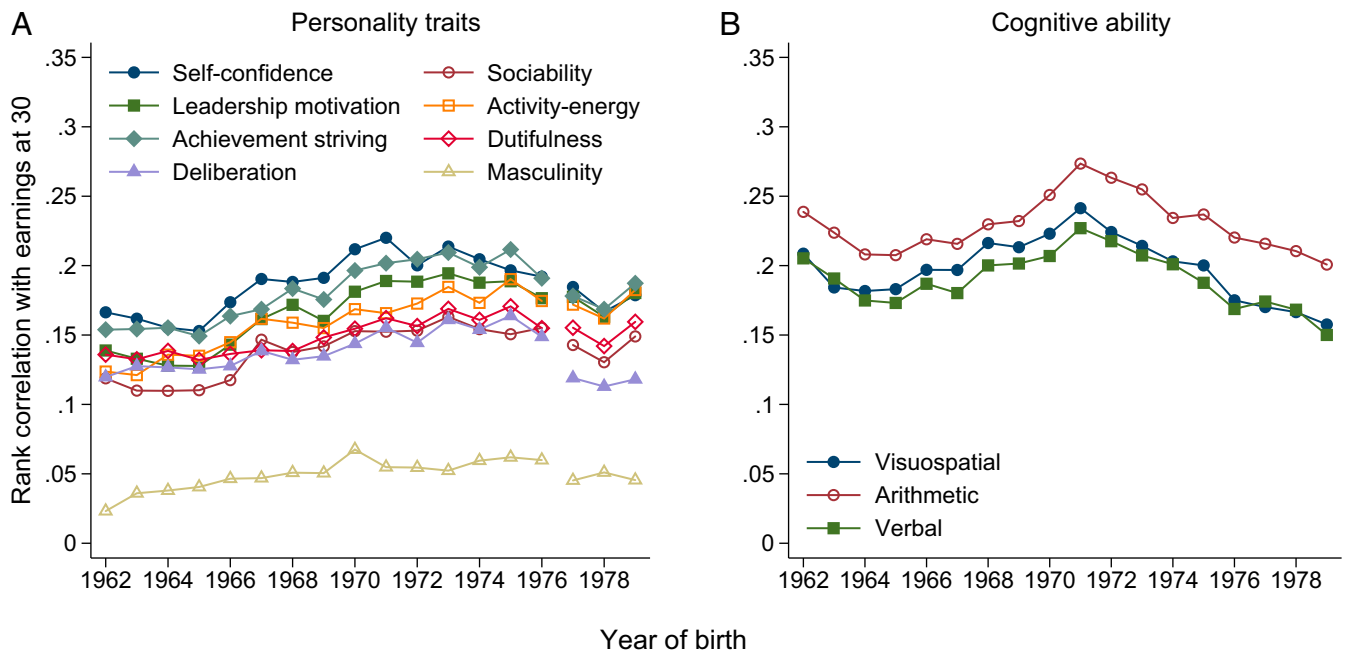 A
Personality traits
.35
.3
.25
.2
.15
.1
.05
0
Rank correlation with earnings at 30
Self-confidence
Leadership motivation
Achievement striving
Deliberation
Sociability
Activity-energy
Dutifulness
Masculinity
1962 1964 1966 1968 1970 1972 1974 1976 1978
B
Cognitive ability
.35
.3
.25
.2
.15
.1
.05
0
Visuospatial
Arithmetic
Verbal
1962 1964 1966 1968 1970 1972 1974 1976 1978
Year of birth